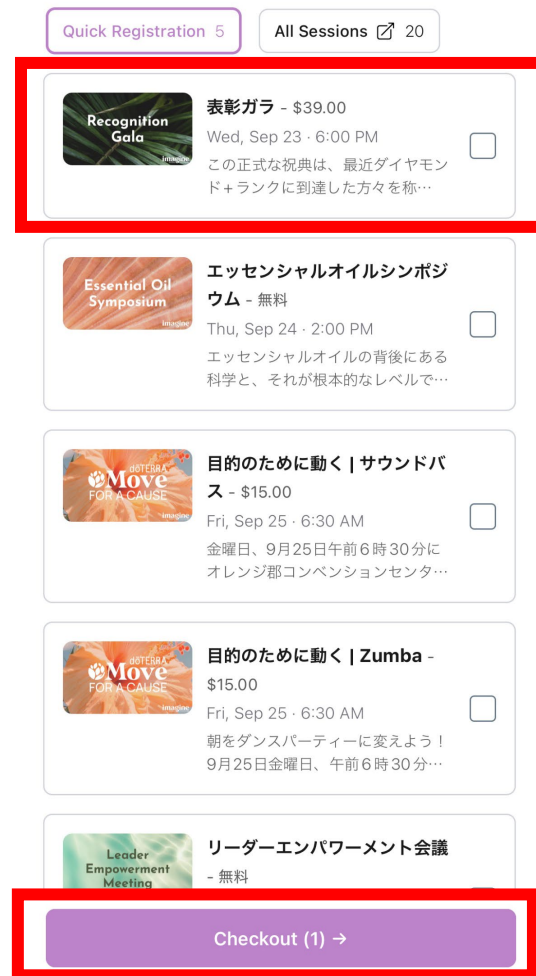 Quick Registration 5
All Sessions 20
Recognition
Gala
imagine
表彰ガラ - $39.00
Wed, Sep 23 · 6:00 PM
この正式な祝典は、最近ダイヤモン
ド+ランクに到達した方々を称…
Essential Oil
Symposium
imagine
エッセンシャルオイルシンポジ
ウム - 無料
Thu, Sep 24 · 2:00 PM
エッセンシャルオイルの背後にある
科学と、それが根本的なレベルで…
dōTERRA
Move
FOR A CAUSE
imagine
目的のために動く | サウンドバ
ス - $15.00
Fri, Sep 25 · 6:30 AM
金曜日、9月25日午前6時30分に
オレンジ郡コンベンションセンタ…
dōTERRA
Move
FOR A CAUSE
imagine
目的のために動く | Zumba -
$15.00
Fri, Sep 25 · 6:30 AM
朝をダンスパーティーに変えよう！
9月25日金曜日、午前6時30分…
Leader
Empowerment
Meeting
リーダーエンパワーメント会議
- 無料
Checkout (1) →